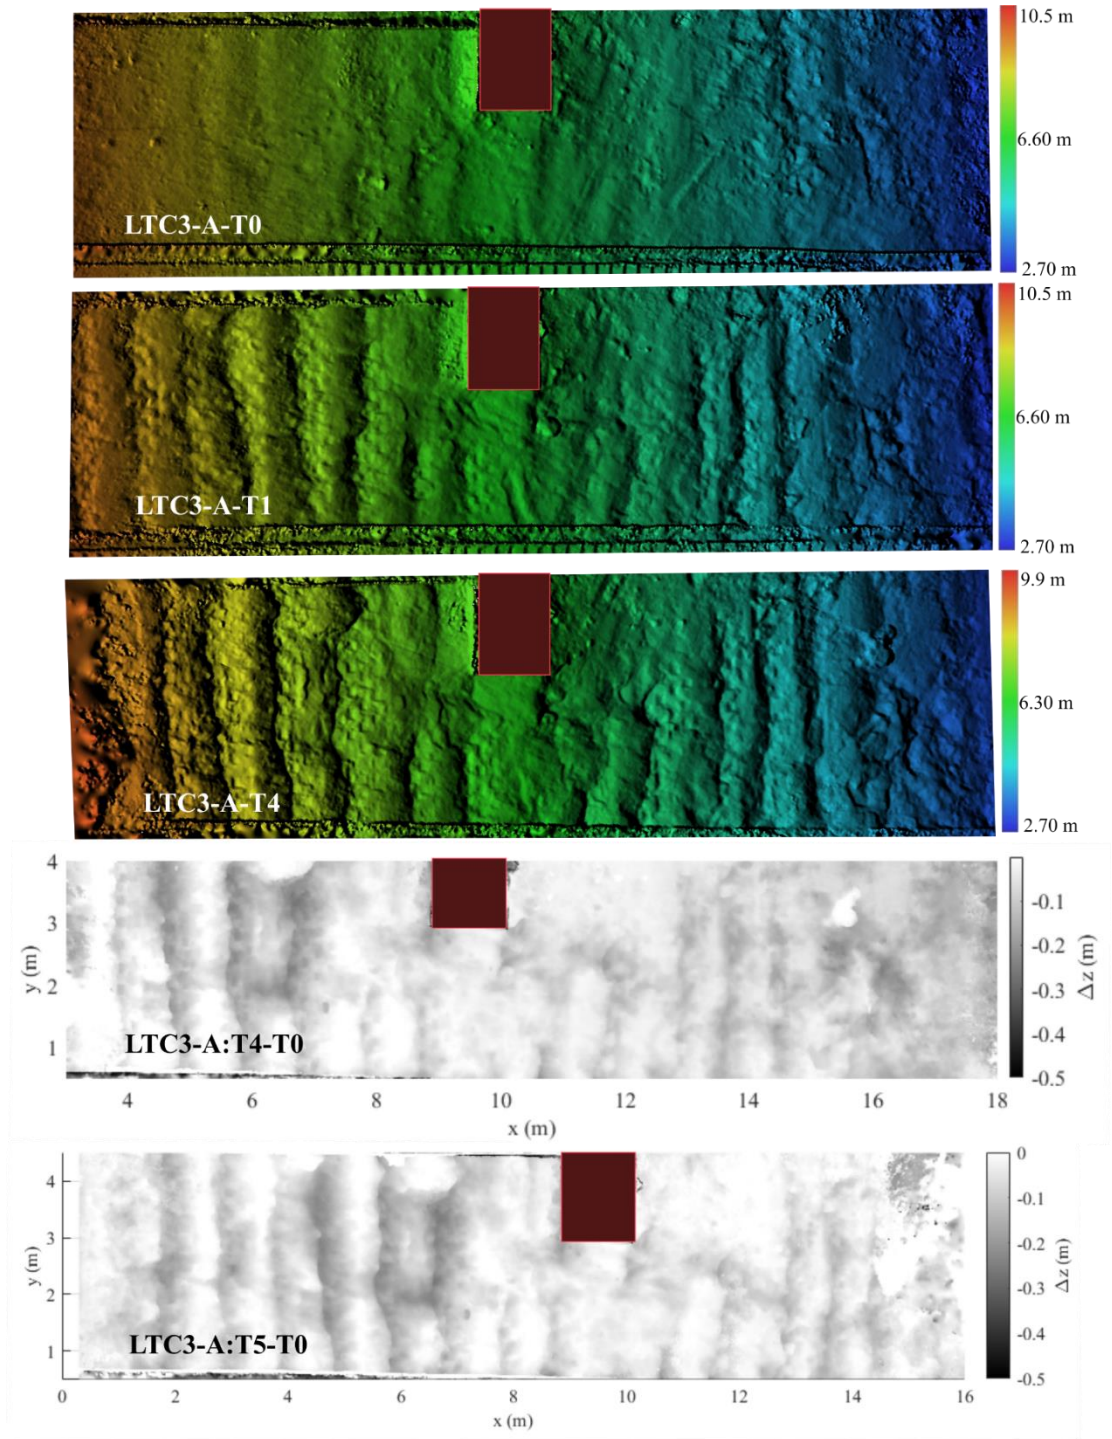 10.5 m
6.60 m
LTC3-A-T0
2.70 m
10.5 m
6.60 m
LTC3-A-T1
2.70 m
9.9 m
6.30 m
LTC3-A-T4
2.70 m
4
3
2
1
y (m)
LTC3-A:T4-T0
-0.1
-0.2
-0.3
-0.4
-0.5
Δz (m)
4 6 8 10 12 14 16 18
x (m)
4
3
2
1
y (m)
LTC3-A:T5-T0
0
-0.1
-0.2
-0.3
-0.4
-0.5
Δz (m)
0 2 4 6 8 10 12 14 16
x (m)